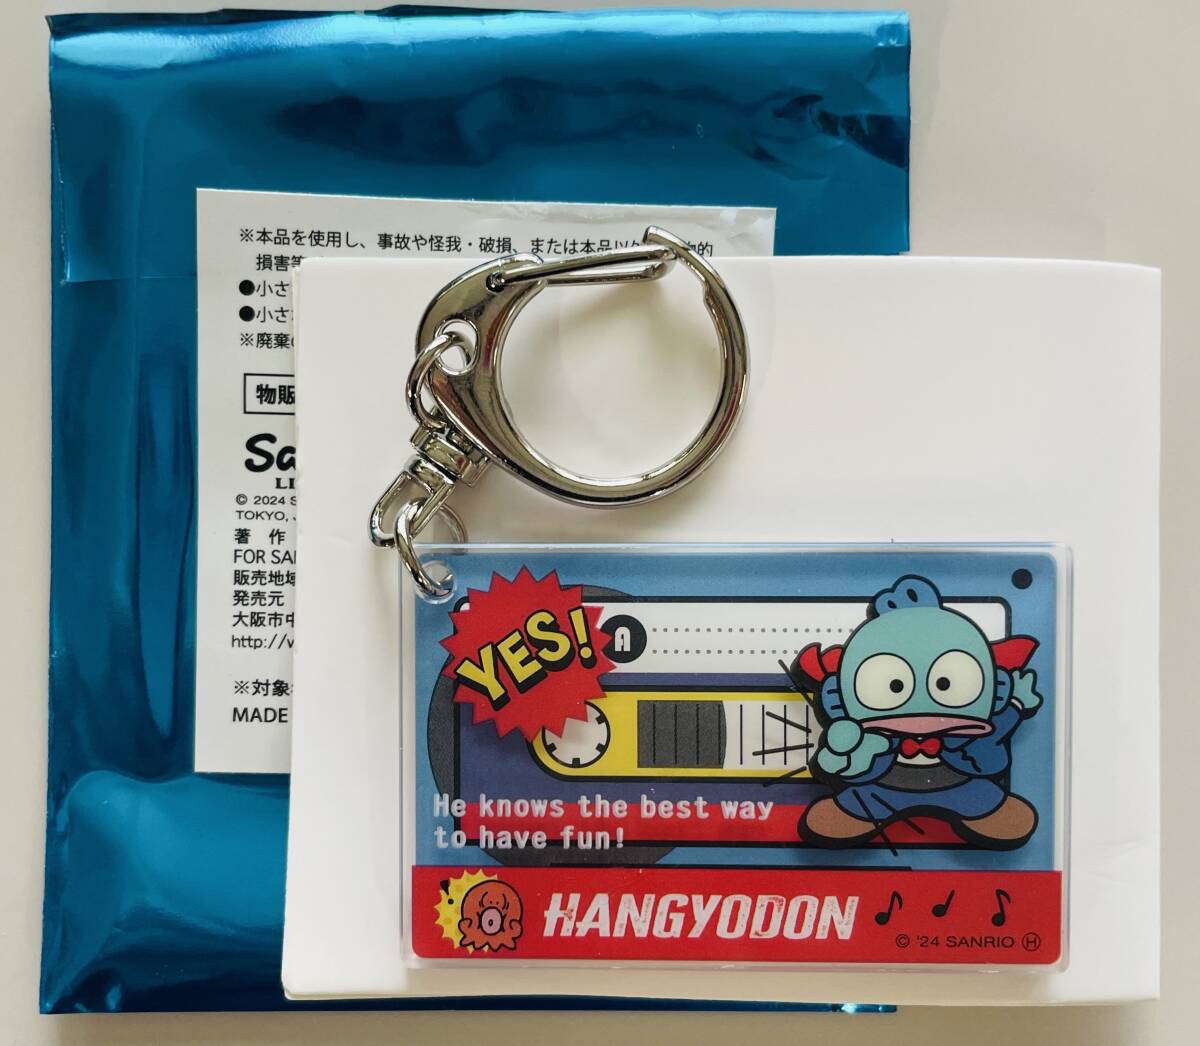 ※本品を使用し、事故や怪我・破損、または本品以外
損害等
●小さ
●小さ
※廃棄の
物販
Sa
LI
© 2024 S
TOKYO, J
著 作
FOR SAL
販売地域
発売元
大阪市中
http://w
※対象
MADE
YES!
A
He knows the best way
to have fun!
HANGYODON
© '24 SANRIO Ⓗ